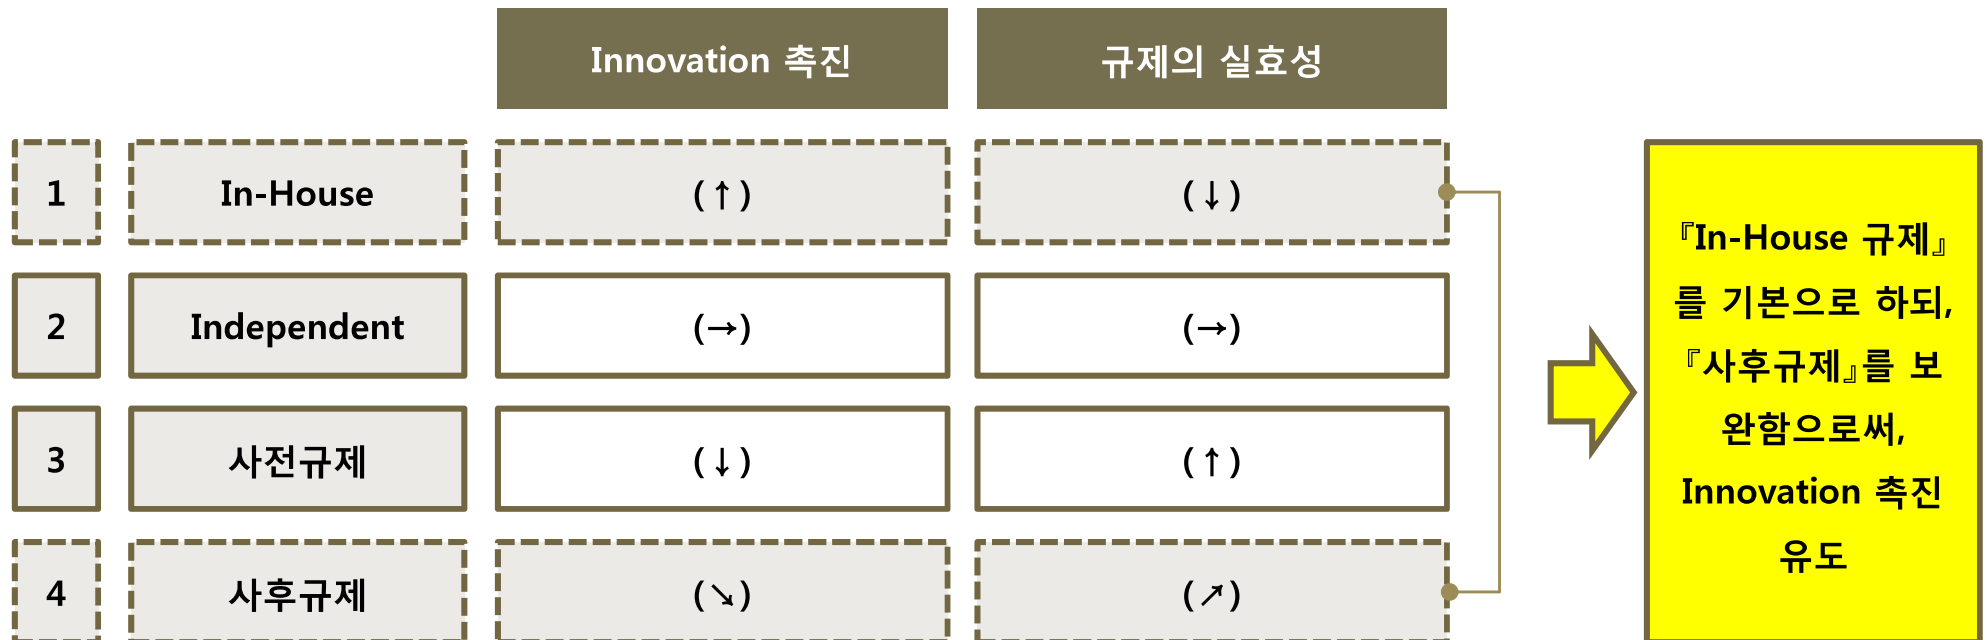 Innovation 촉진 규제의 실효성
1 In-House (↑) (↓)
2 Independent (→) (→)
3 사전규제 (↓) (↑)
4 사후규제 (↘) (↗)
『In-House 규제』
를 기본으로 하되,
『사후규제』를 보
완함으로써,
Innovation 촉진
유도